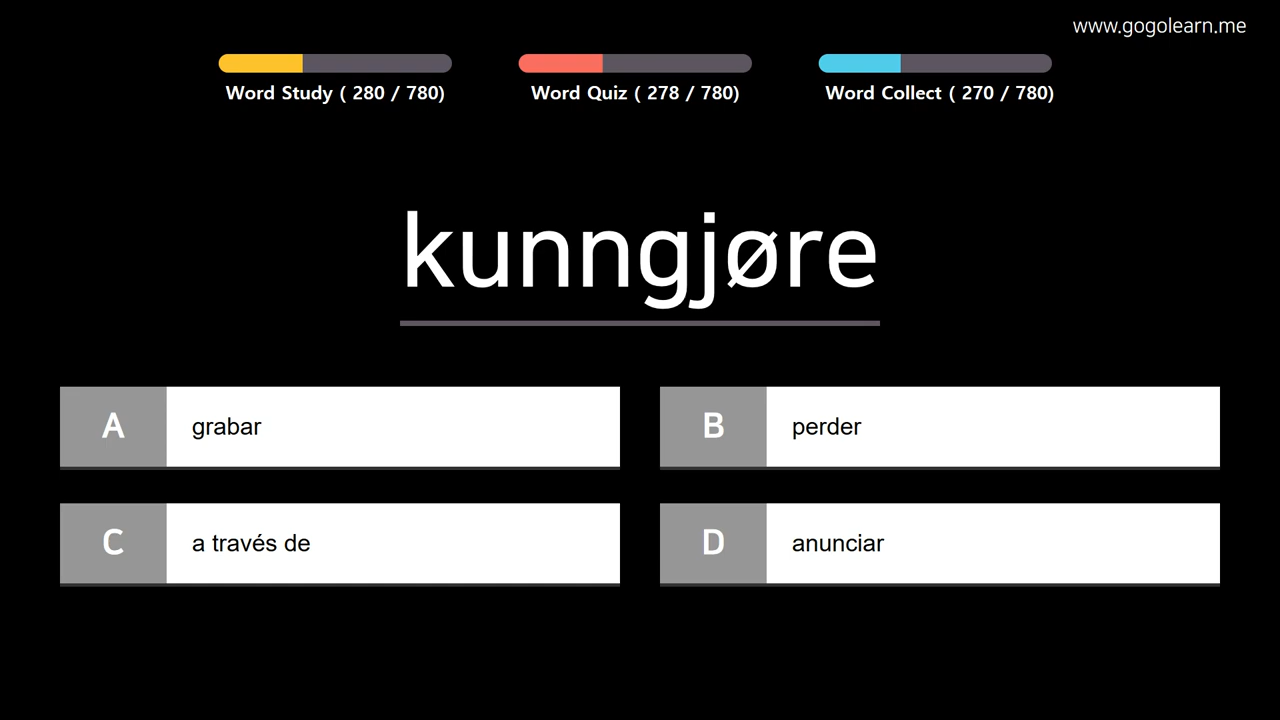 www.gogolearn.me
Word Study ( 280 / 780)
Word Quiz ( 278 / 780)
Word Collect ( 270 / 780)
kunngjøre
A grabar
B perder
C a través de
D anunciar